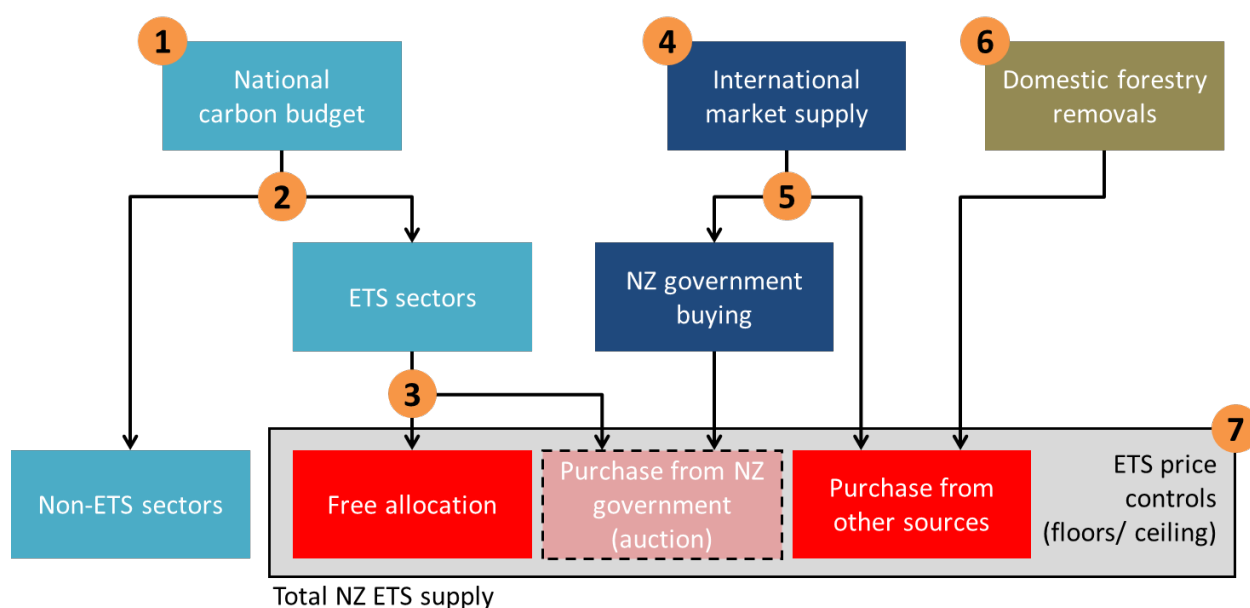 1
National
carbon budget
4
International
market supply
6
Domestic forestry
removals
2
5
ETS sectors
NZ government
buying
3
7
Non-ETS sectors
Free allocation
Purchase from NZ
government
(auction)
Purchase from
other sources
ETS price
controls
(floors/ ceiling)
Total NZ ETS supply